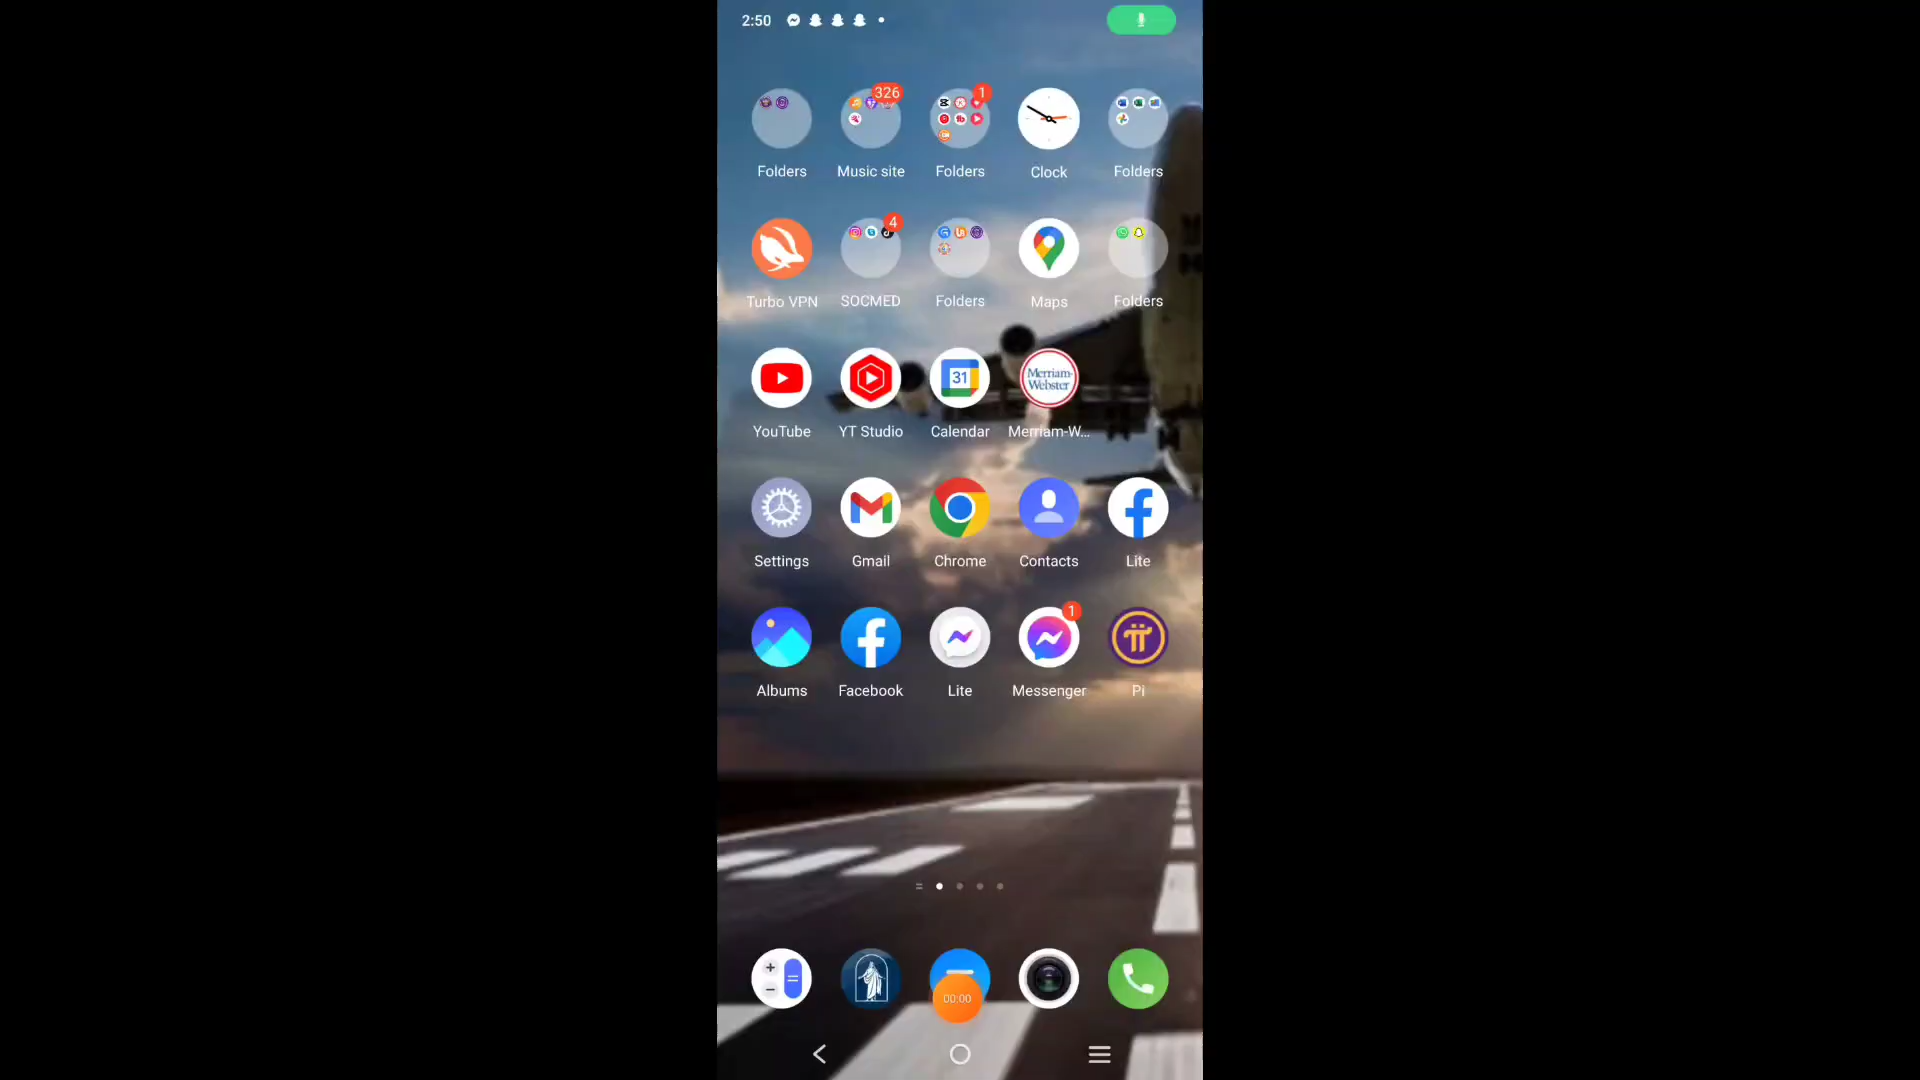 2:50
326
1
Folders
Music site
Folders
Clock
Folders
4
Turbo VPN
SOCMED
Folders
Maps
Folders
31
Merriam-
Webster
YouTube
YT Studio
Calendar
Merriam-W...
Settings
Gmail
Chrome
Contacts
Lite
1
Albums
Facebook
Lite
Messenger
Pi
00:00